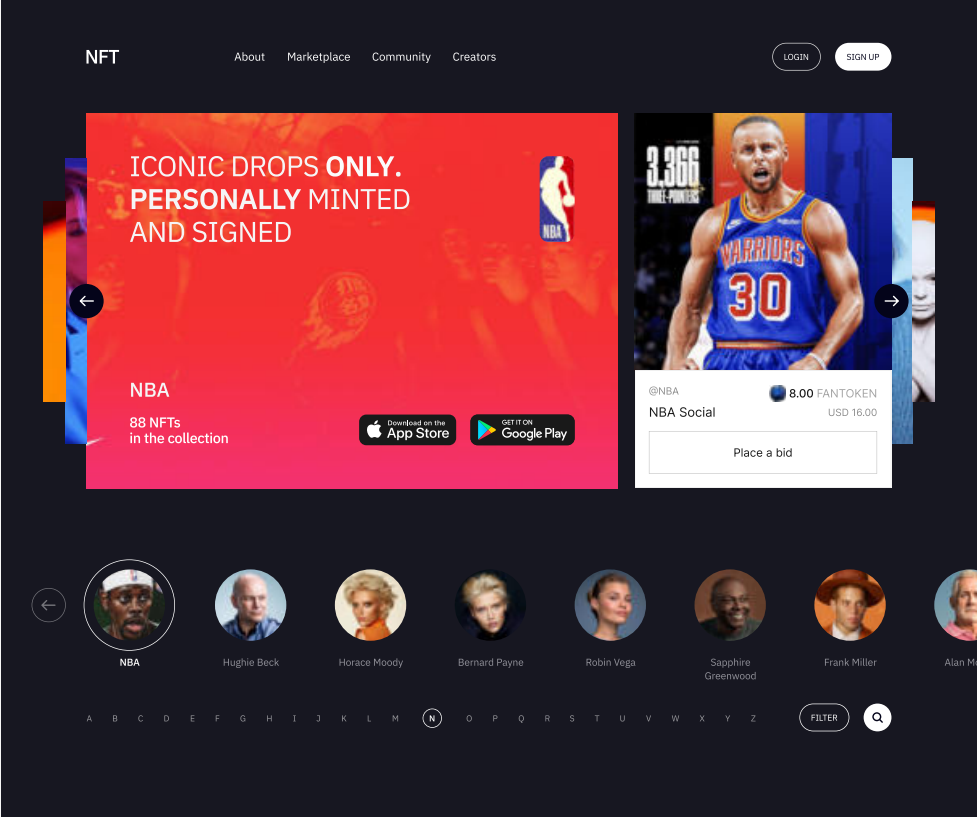 NFT
About Marketplace Community Creators
LOGIN
SIGN UP
ICONIC DROPS ONLY.
PERSONALLY MINTED
AND SIGNED
NBA
NBA
88 NFTs
in the collection
Download on the
App Store
GET IT ON
Google Play
3,366
THREE-POINTERS
WARRIORS
30
@NBA
8.00 FANTOKEN
NBA Social
USD 16.00
Place a bid
NBA
Hughie Beck
Horace Moody
Bernard Payne
Robin Vega
Sapphire
Greenwood
Frank Miller
A B C D E F G H I J K L M N O P Q R S T U V W X Y Z
FILTER